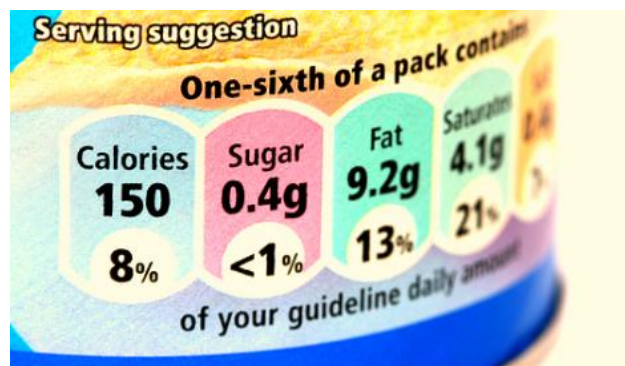 Serving suggestion
One-sixth of a pack contains
Calories Sugar Fat Saturates
150 0.4g 9.2g 4.1g
8% <1% 13% 21%
of your guideline daily amount